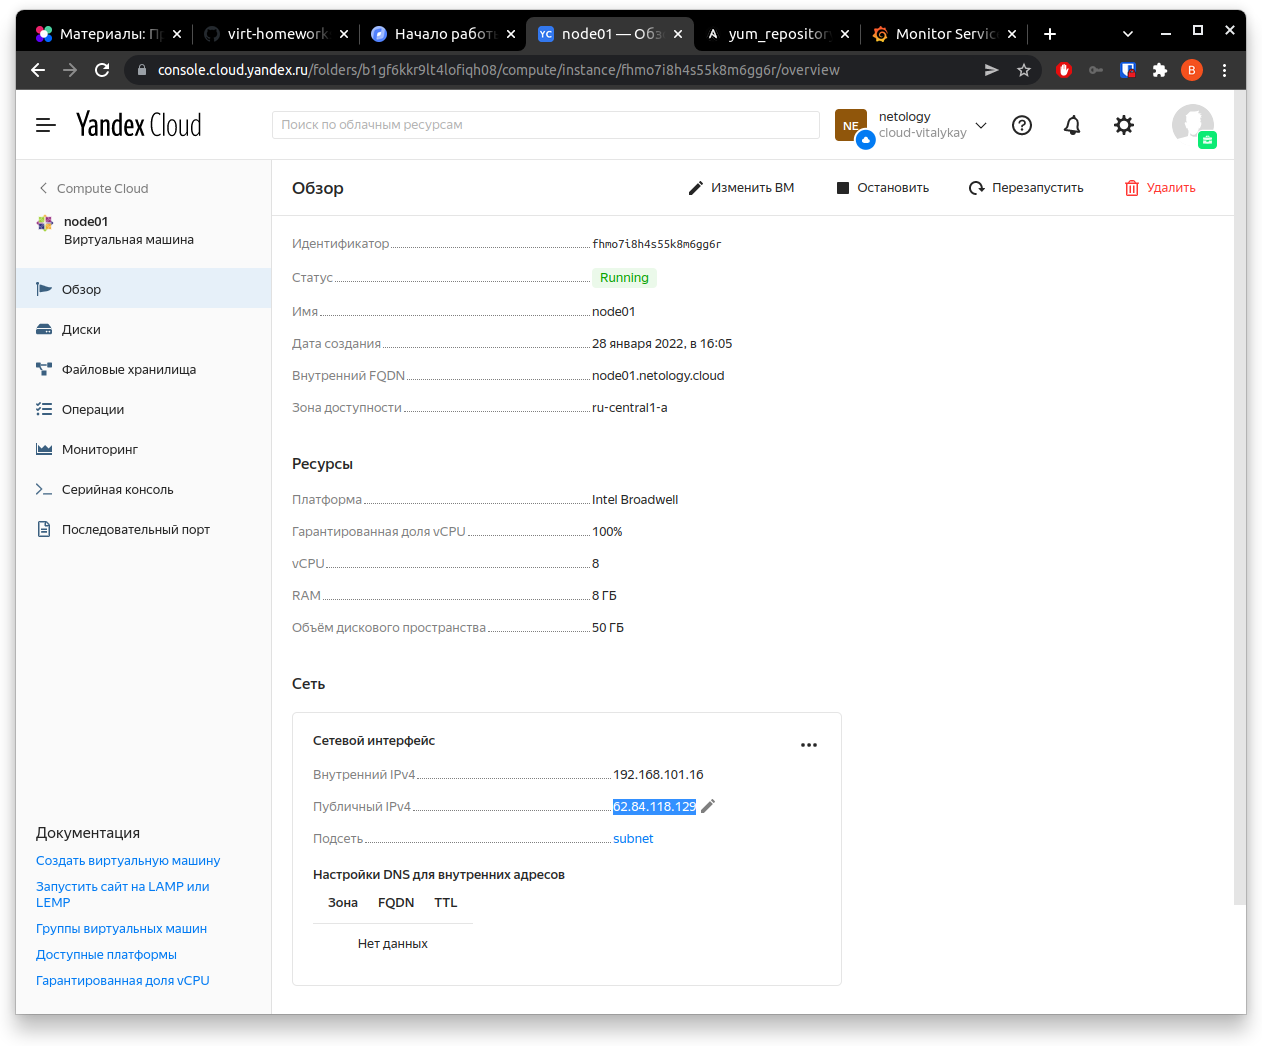 Материалы: П
virt-homework
Начало работ
YC
node01 — Обз
A
yum_repositor
Monitor Servic
console.cloud.yandex.ru/folders/b1gf6kkr9lt4lofiqh08/compute/instance/fhmo7i8h4s55k8m6gg6r/overview
B
Yandex Cloud
Поиск по облачным ресурсам
NE
netology
cloud-vitalykay
Compute Cloud
node01
Виртуальная машина
Обзор
Диски
Файловые хранилища
Операции
Мониторинг
Серийная консоль
Последовательный порт
Документация
Создать виртуальную машину
Запустить сайт на LAMP или
LEMP
Группы виртуальных машин
Доступные платформы
Гарантированная доля vCPU
Обзор
Изменить ВМ
Остановить
Перезапустить
Удалить
Идентификатор fhmo7i8h4s55k8m6gg6r
Статус Running
Имя node01
Дата создания 28 января 2022, в 16:05
Внутренний FQDN node01.netology.cloud
Зона доступности ru-central1-a
Ресурсы
Платформа Intel Broadwell
Гарантированная доля vCPU 100%
vCPU 8
RAM 8 ГБ
Объём дискового пространства 50 ГБ
Сеть
Сетевой интерфейс
Внутренний IPv4 192.168.101.16
Публичный IPv4 62.84.118.129
Подсеть subnet
Настройки DNS для внутренних адресов
Зона FQDN TTL
Нет данных